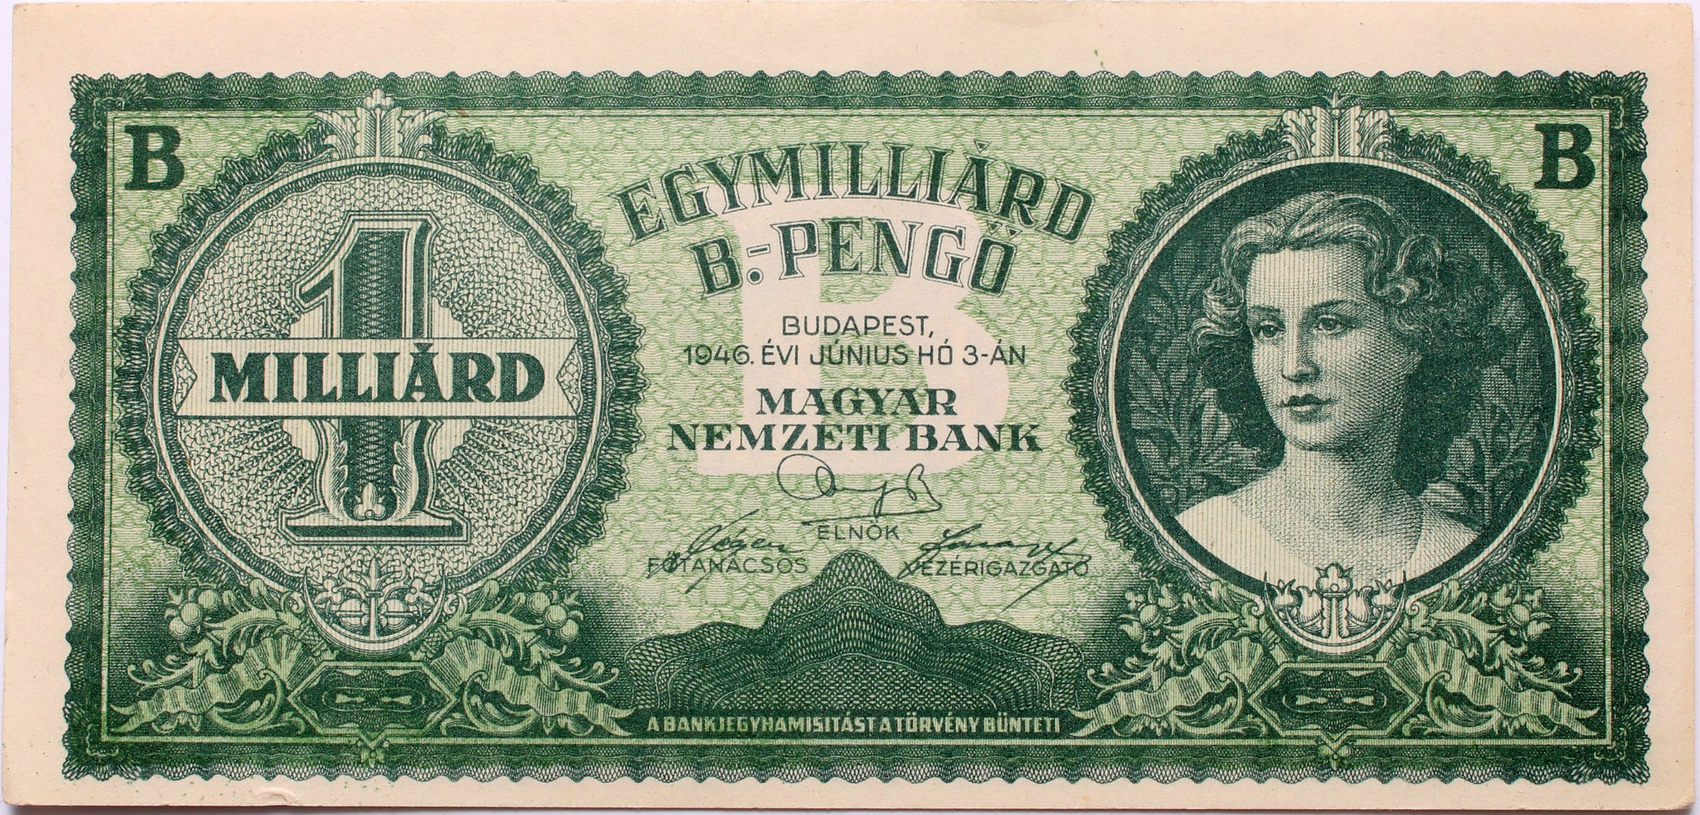 B
B
EGYMILLIÁRD
B.-PENGŐ
1
MILLIÁRD
B
BUDAPEST,
1946. ÉVI JÚNIUS HÓ 3-ÁN
MAGYAR
NEMZETI BANK
ELNÖK
FŐTANÁCSOS
VEZÉRIGAZGATÓ
A BANKJEGYHAMISITÁST A TÖRVÉNY BÜNTETI